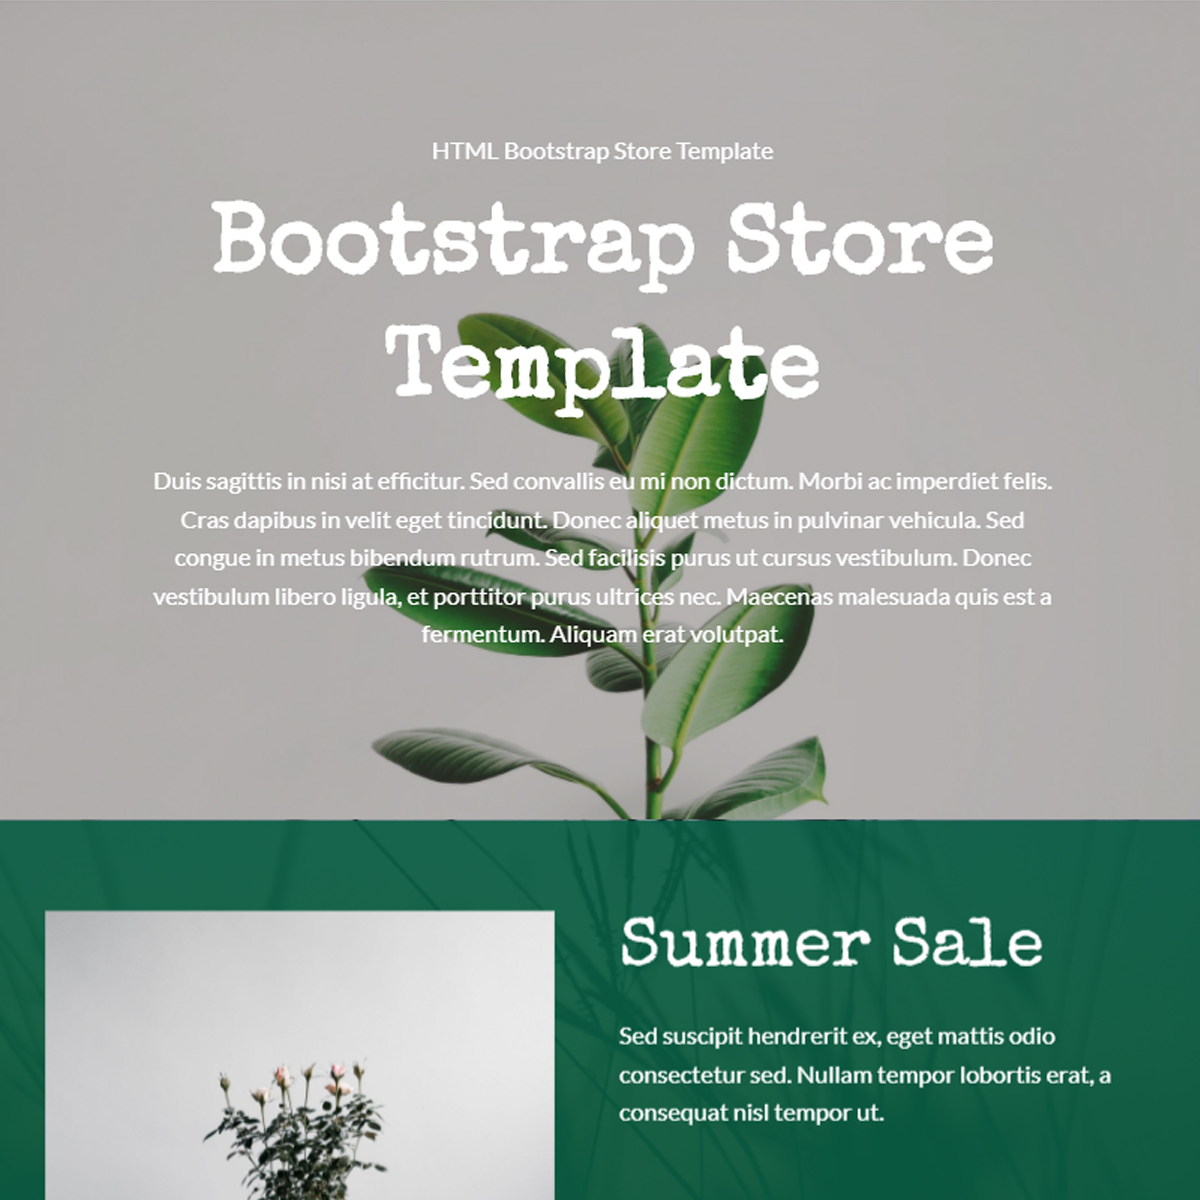 HTML Bootstrap Store Template
Bootstrap Store
Template
Duis sagittis in nisi at efficitur. Sed convallis eu mi non dictum. Morbi ac imperdiet felis.
Cras dapibus in velit eget tincidunt. Donec aliquet metus in pulvinar vehicula. Sed
congue in metus bibendum rutrum. Sed facilisis purus ut cursus vestibulum. Donec
vestibulum libero ligula, et porttitor purus ultrices nec. Maecenas malesuada quis est a
fermentum. Aliquam erat volutpat.
Summer Sale
Sed suscipit hendrerit ex, eget mattis odio
consectetur sed. Nullam tempor lobortis erat, a
consequat nisl tempor ut.